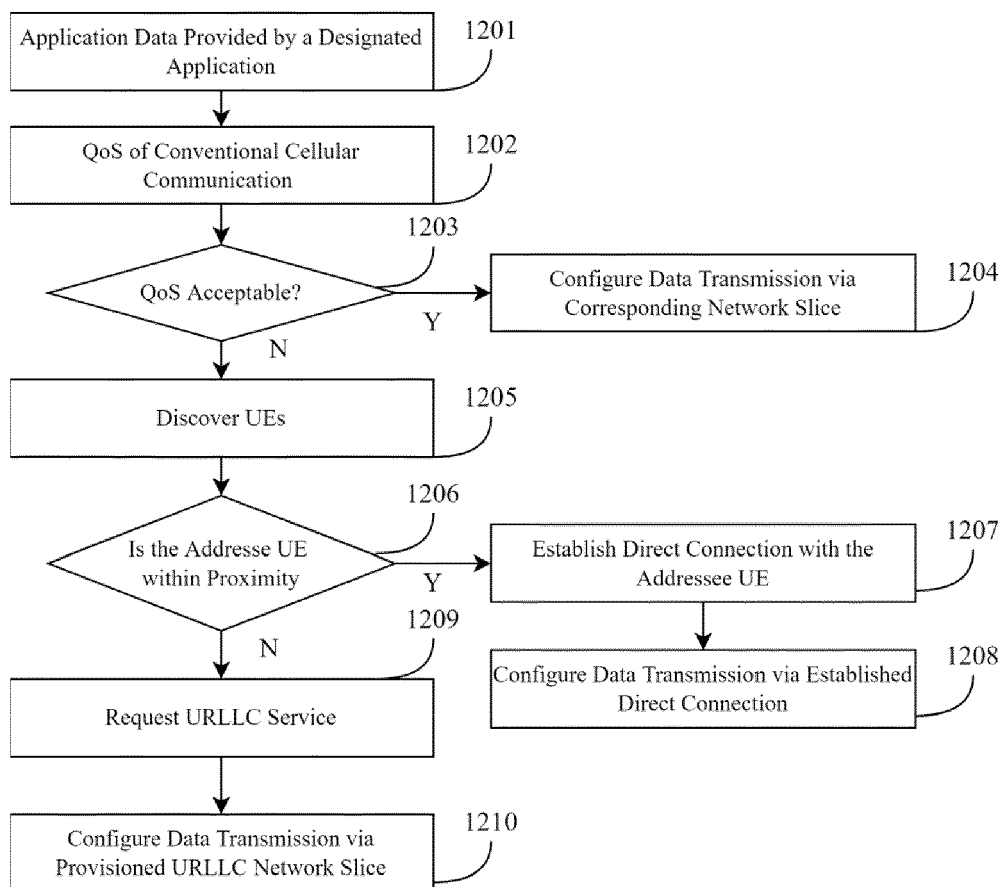 1201
Application Data Provided by a Designated
Application
1202
QoS of Conventional Cellular
Communication
1203
QoS Acceptable?
Y
N
Configure Data Transmission via
Corresponding Network Slice
1204
1205
Discover UEs
1206
Is the Addresse UE
within Proximity
Y
N
Establish Direct Connection with the
Addressee UE
1207
Configure Data Transmission via Established
Direct Connection
1208
1209
Request URLLC Service
1210
Configure Data Transmission via
Provisioned URLLC Network Slice